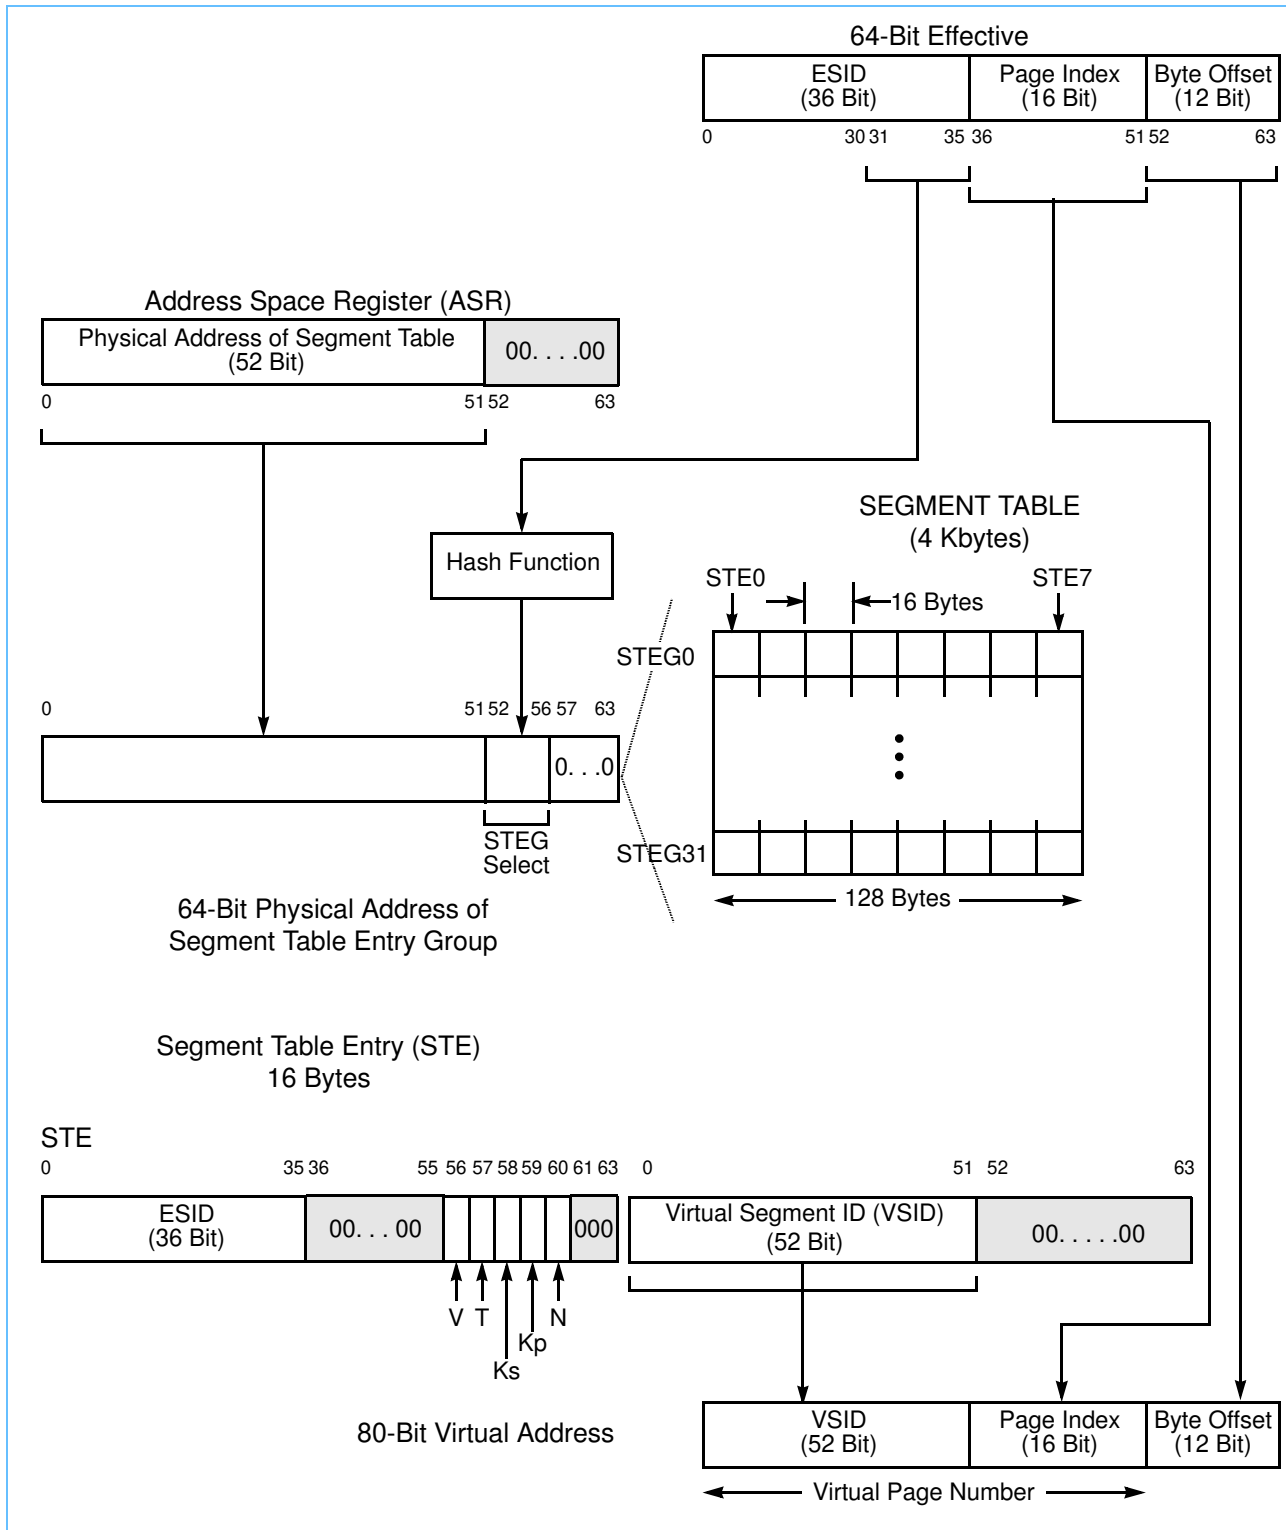 64-Bit Effective
ESID Page Index Byte Offset
(36 Bit) (16 Bit) (12 Bit)
0 30 31 35 36 51 52 63
Address Space Register (ASR)
Physical Address of Segment Table
(52 Bit)
00. . . .00
0 51 52 63
Hash Function
SEGMENT TABLE
(4 Kbytes)
STE0 STE7
16 Bytes
STEG0
0 51 52 56 57 63
0. . .0
STEG
Select
STEG31
128 Bytes
64-Bit Physical Address of
Segment Table Entry Group
Segment Table Entry (STE)
16 Bytes
STE
0 35 36 55 56 57 58 59 60 61 63 0 51 52 63
ESID
(36 Bit)
00. . . 00
000
Virtual Segment ID (VSID)
(52 Bit)
00. . . . .00
V T N
Kp
Ks
80-Bit Virtual Address
VSID Page Index Byte Offset
(52 Bit) (16 Bit) (12 Bit)
Virtual Page Number